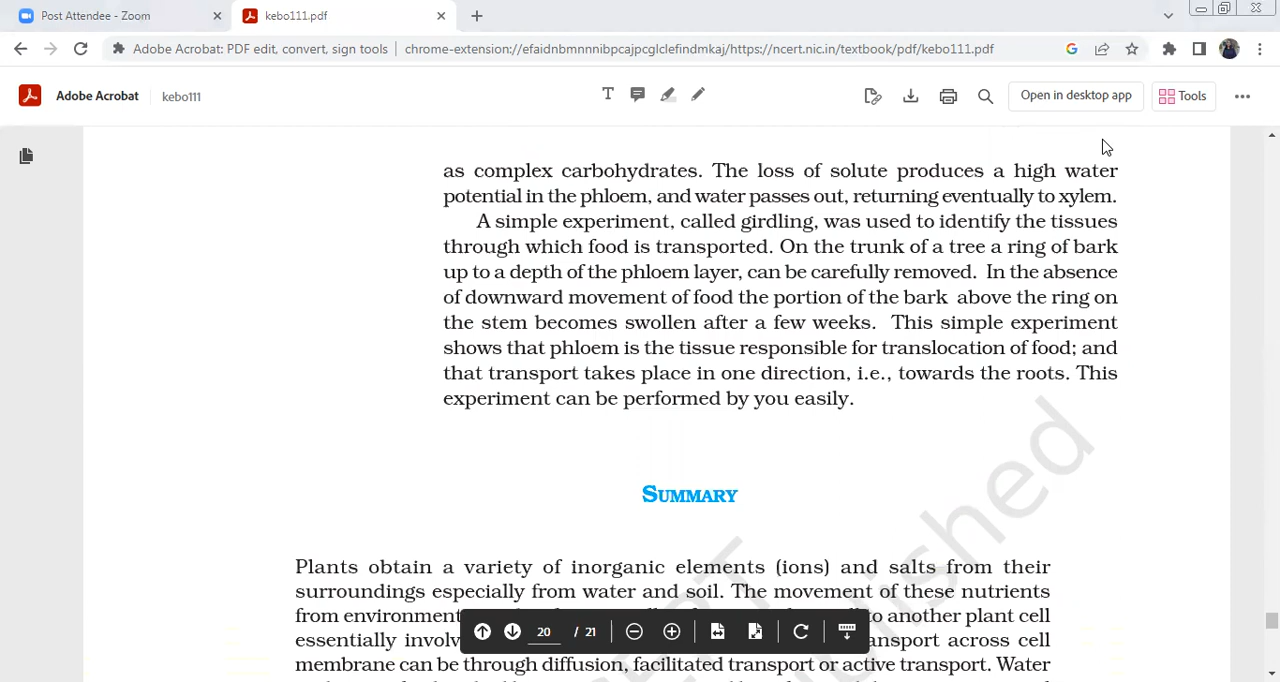 Post Attendee - Zoom
kebo111.pdf
Adobe Acrobat: PDF edit, convert, sign tools | chrome-extension://efaidnbmnnnibpcajpcglclefindmkaj/https://ncert.nic.in/textbook/pdf/kebo111.pdf
Adobe Acrobat kebo111
Open in desktop app
Tools
as complex carbohydrates. The loss of solute produces a high water
potential in the phloem, and water passes out, returning eventually to xylem.
A simple experiment, called girdling, was used to identify the tissues
through which food is transported. On the trunk of a tree a ring of bark
up to a depth of the phloem layer, can be carefully removed. In the absence
of downward movement of food the portion of the bark above the ring on
the stem becomes swollen after a few weeks. This simple experiment
shows that phloem is the tissue responsible for translocation of food; and
that transport takes place in one direction, i.e., towards the roots. This
experiment can be performed by you easily.
SUMMARY
Plants obtain a variety of inorganic elements (ions) and salts from their
surroundings especially from water and soil. The movement of these nutrients
from environment to another plant cell
essentially transport across cell
membrane can be through diffusion, facilitated transport or active transport. Water
20 / 21